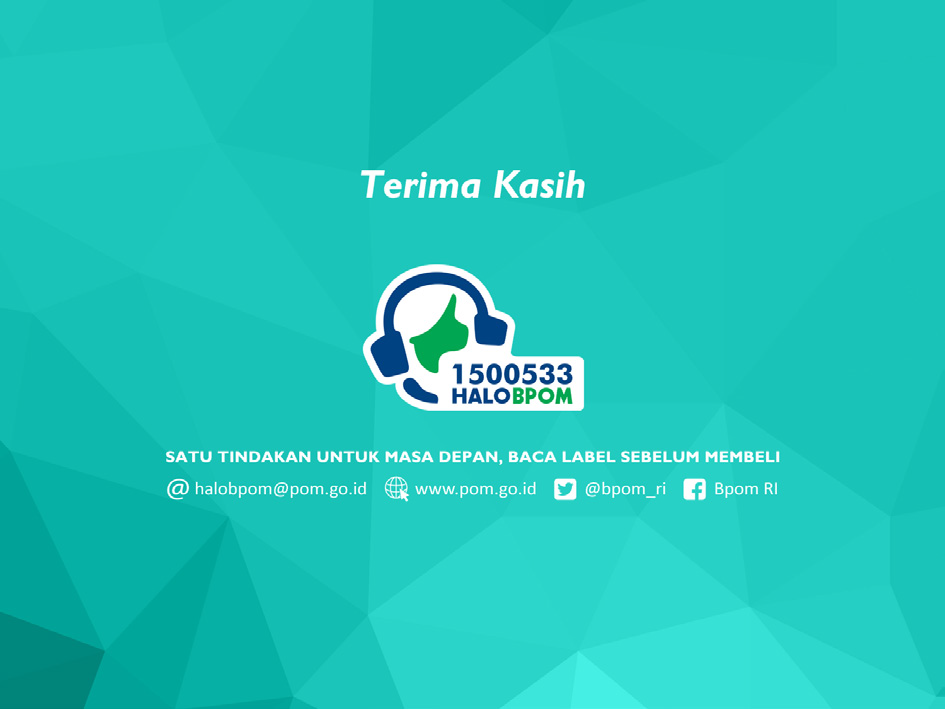 Terima Kasih
1500533
HALOBPOM
SATU TINDAKAN UNTUK MASA DEPAN, BACA LABEL SEBELUM MEMBELI
@ halobpom@pom.go.id www.pom.go.id @bpom_ri Bpom RI